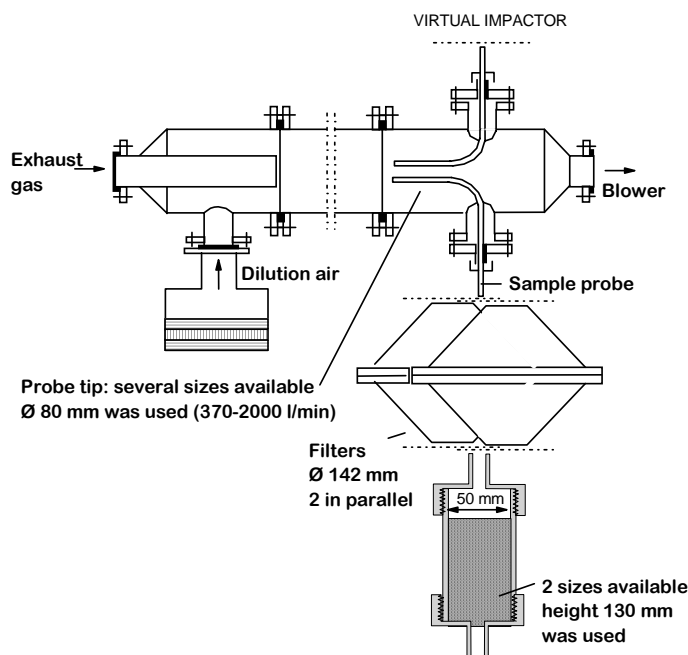 VIRTUAL IMPACTOR
Exhaust
gas
Blower
Dilution air
Sample probe
Probe tip: several sizes available
Ø 80 mm was used (370-2000 l/min)
Filters
Ø 142 mm
2 in parallel
50 mm
2 sizes available
height 130 mm
was used